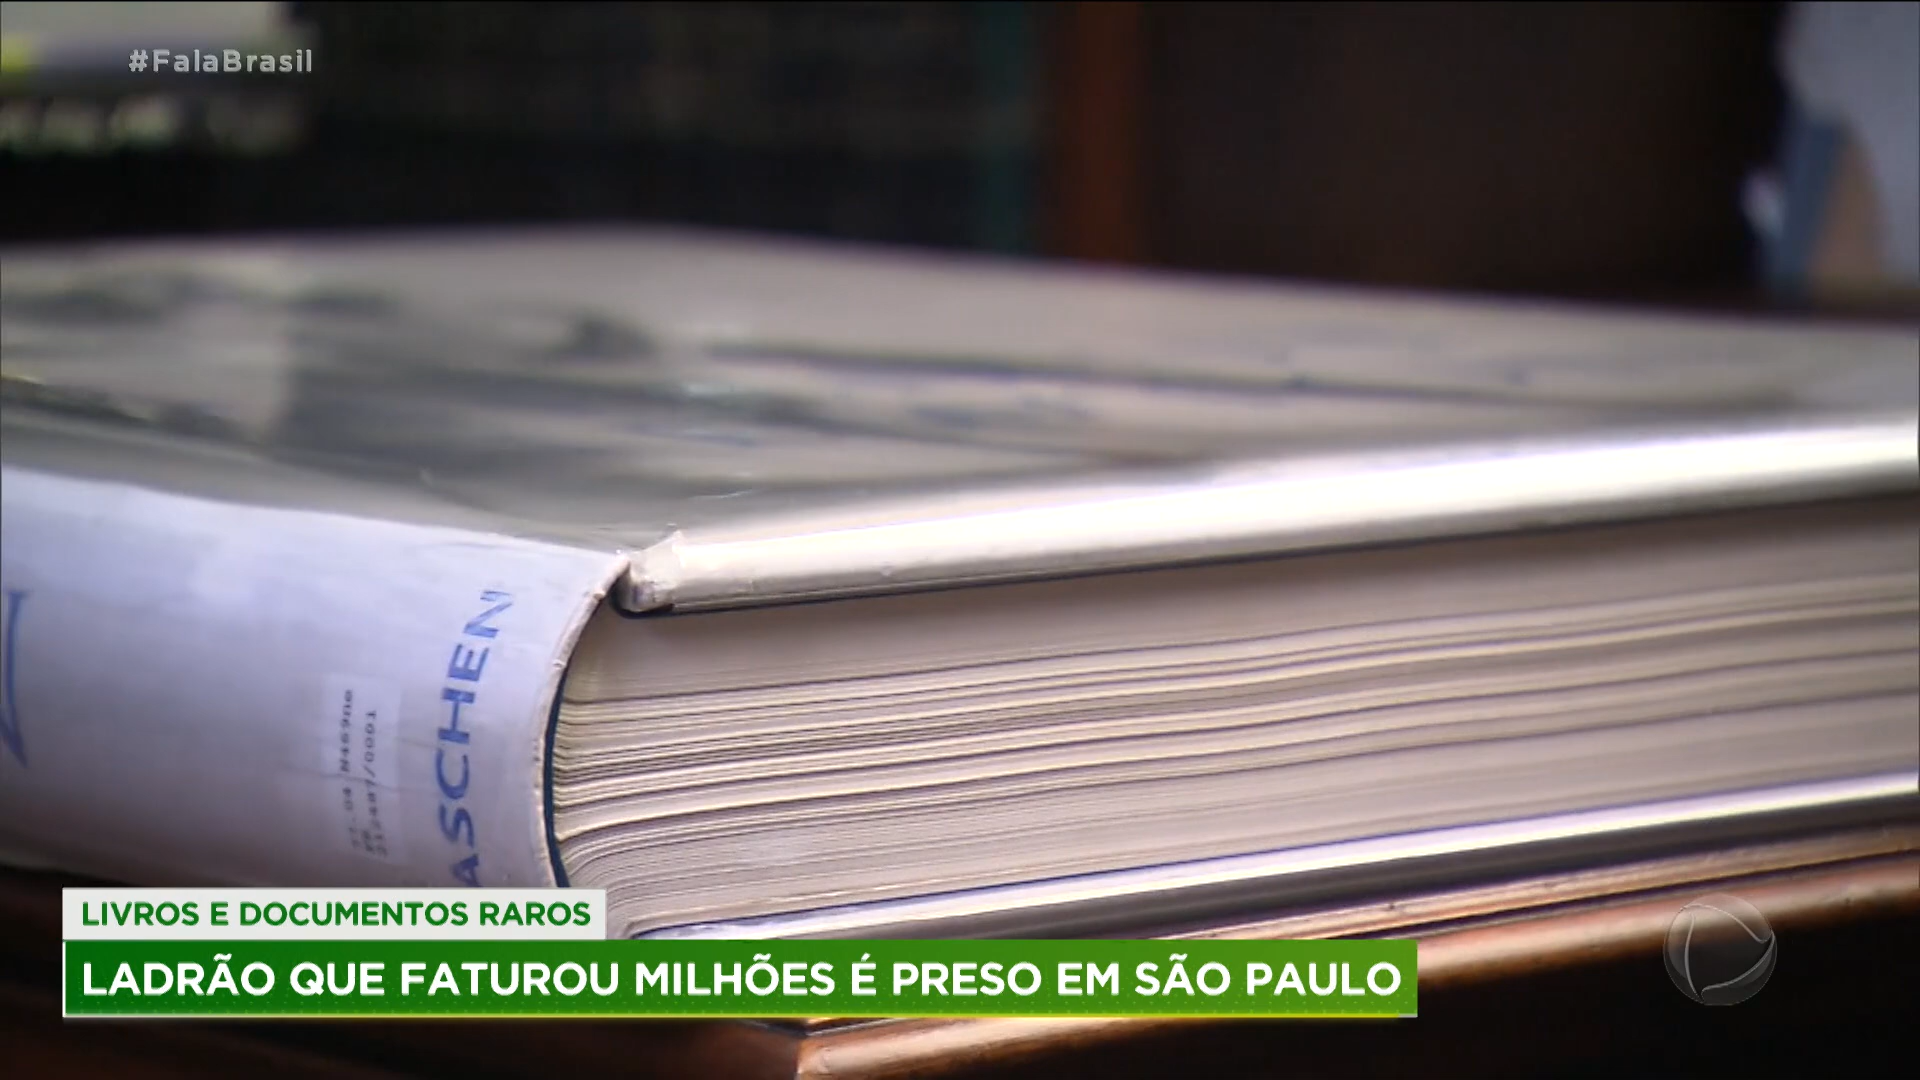 #FalaBrasil
ASCHEN
LIVROS E DOCUMENTOS RAROS
LADRÃO QUE FATUROU MILHÕES É PRESO EM SÃO PAULO